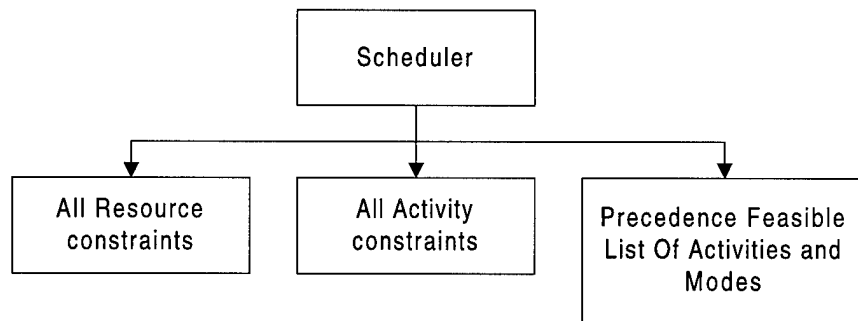 Scheduler
All Resource
constraints
All Activity
constraints
Precedence Feasible
List Of Activities and
Modes